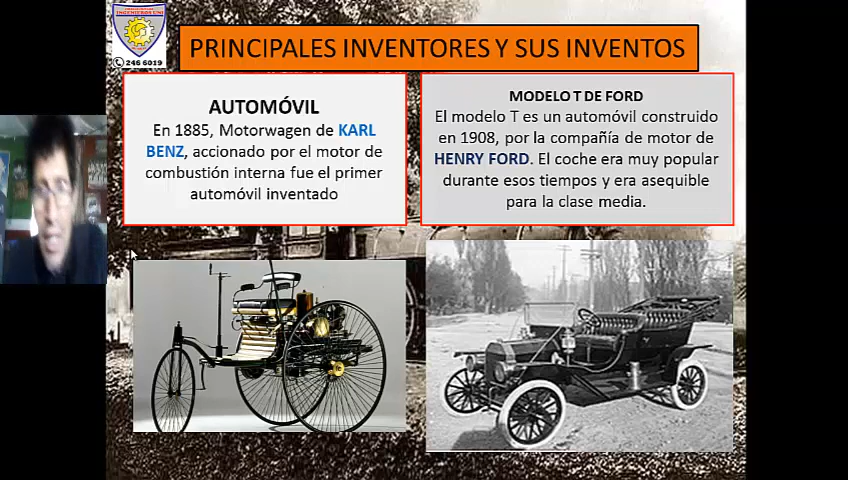 INGENIEROS UNI
246 6019
PRINCIPALES INVENTORES Y SUS INVENTOS
AUTOMÓVIL
En 1885, Motorwagen de KARL
BENZ, accionado por el motor de
combustión interna fue el primer
automóvil inventado
MODELO T DE FORD
El modelo T es un automóvil construido
en 1908, por la compañía de motor de
HENRY FORD. El coche era muy popular
durante esos tiempos y era asequible
para la clase media.